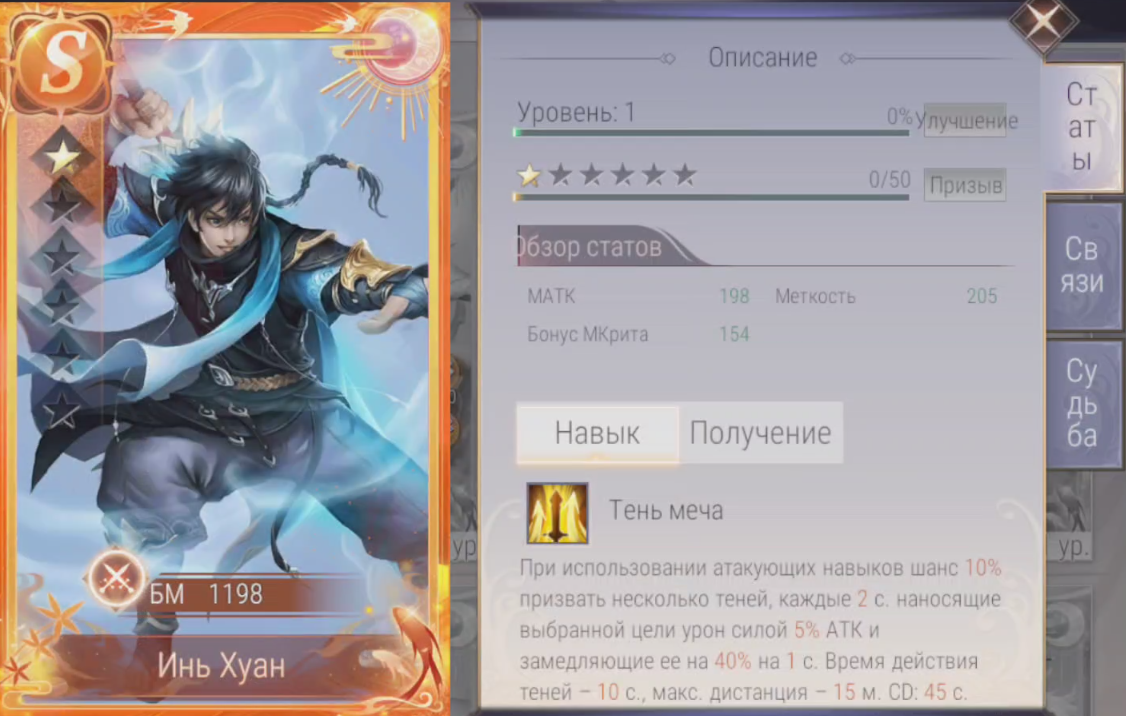 S
БМ 1198
Инь Хуан
Описание
Уровень: 1 0% Улучшение
0/50 Призыв
Обзор статов
МАТК 198 Меткость 205
Бонус МКрита 154
Навык Получение
Тень меча
При использовании атакующих навыков шанс 10%
призвать несколько теней, каждые 2 с. наносящие
выбранной цели урон силой 5% АТК и
замедляющие ее на 40% на 1 с. Время действия
теней – 10 с., макс. дистанция – 15 м. CD: 45 с.
Ст
ат
ы
Св
язи
Су
дь
ба
ур.
ур.